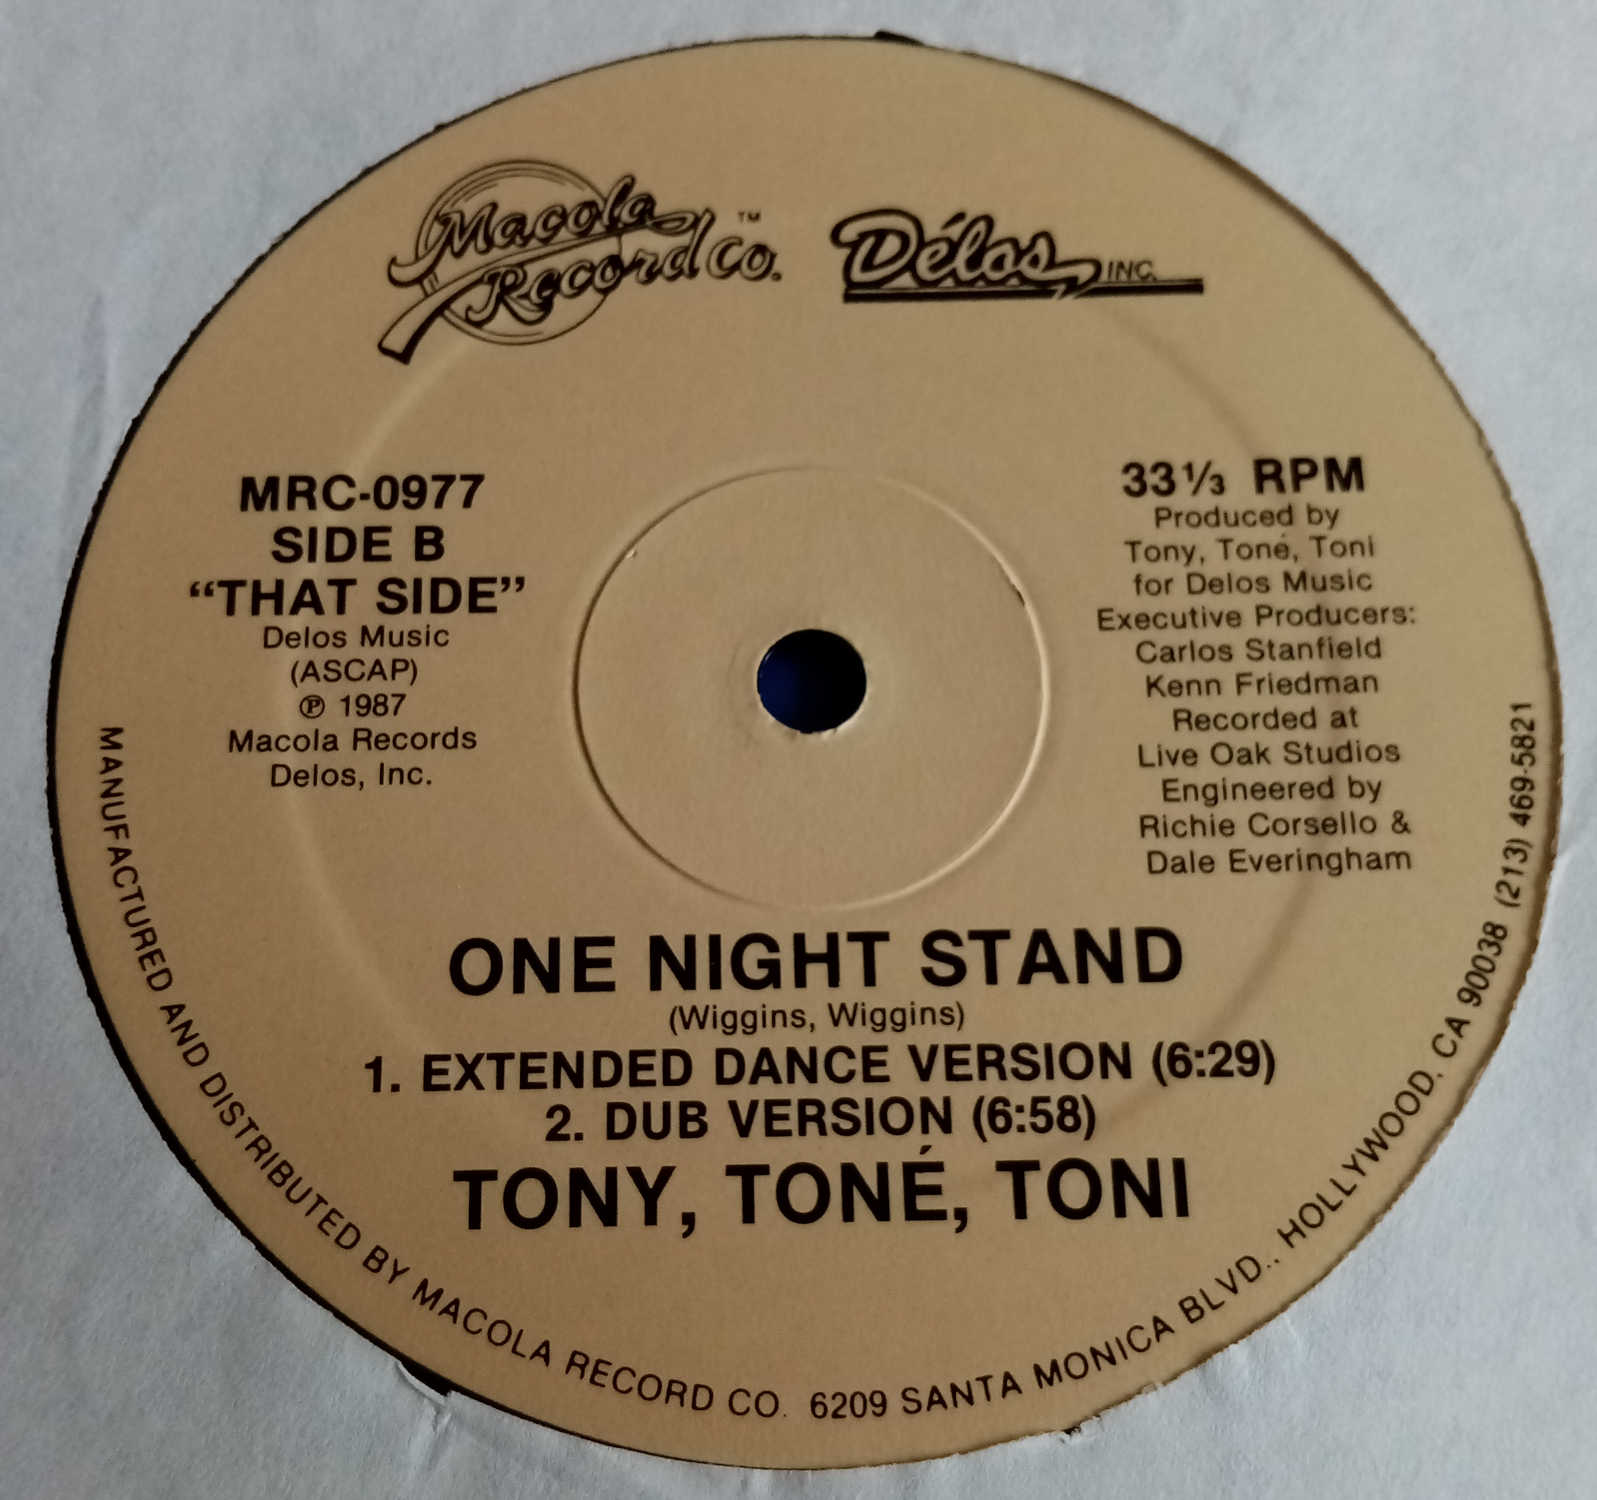 Macola
Record Co.™
Délos, INC.
MRC-0977
SIDE B
“THAT SIDE”
Delos Music
(ASCAP)
℗ 1987
Macola Records
Delos, Inc.
33⅓ RPM
Produced by
Tony, Toné, Toni
for Delos Music
Executive Producers:
Carlos Stanfield
Kenn Friedman
Recorded at
Live Oak Studios
Engineered by
Richie Corsello &
Dale Everingham
ONE NIGHT STAND
(Wiggins, Wiggins)
1. EXTENDED DANCE VERSION (6:29)
2. DUB VERSION (6:58)
TONY, TONÉ, TONI
MANUFACTURED AND DISTRIBUTED BY MACOLA RECORD CO. 6209 SANTA MONICA BLVD., HOLLYWOOD, CA 90038 (213) 469-5821